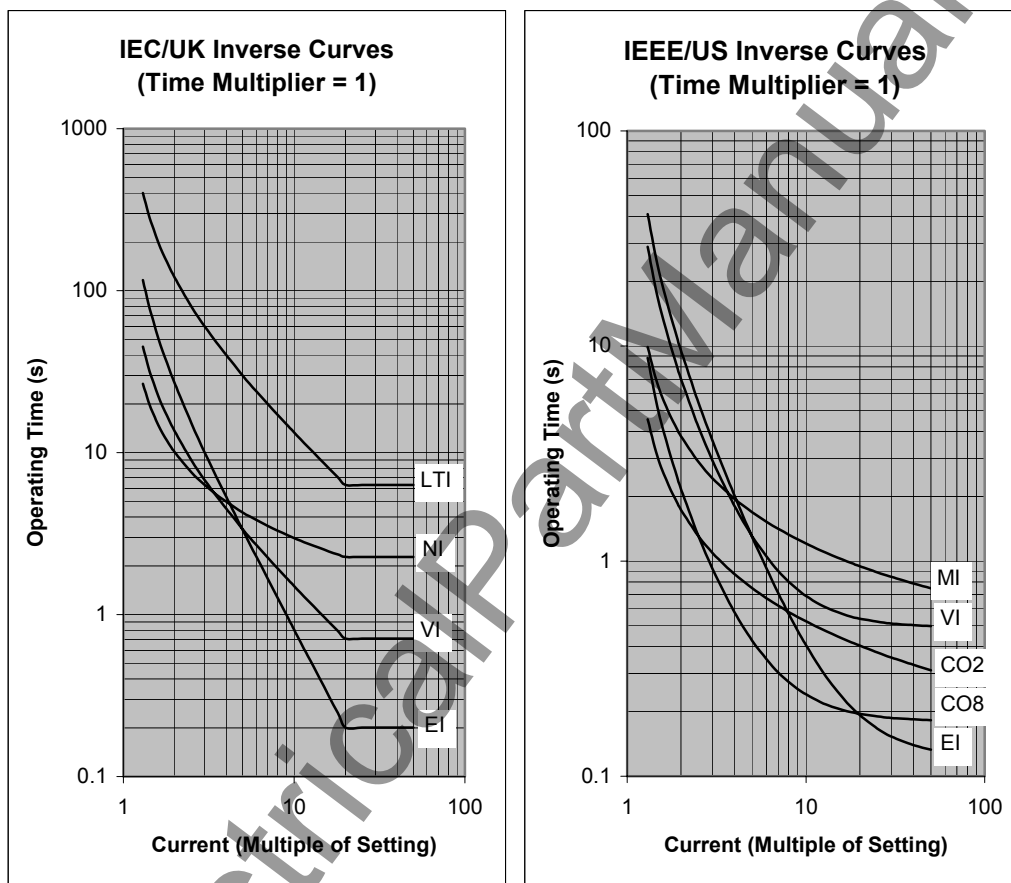 IEC/UK Inverse Curves
(Time Multiplier = 1)
1000
100
10
1
0.1
Operating Time (s)
LTI
NI
VI
EI
1
10
100
Current (Multiple of Setting)
IEEE/US Inverse Curves
(Time Multiplier = 1)
100
10
1
0.1
Operating Time (s)
MI
VI
CO2
CO8
EI
1
10
100
Current (Multiple of Setting)
ctricalPartManual